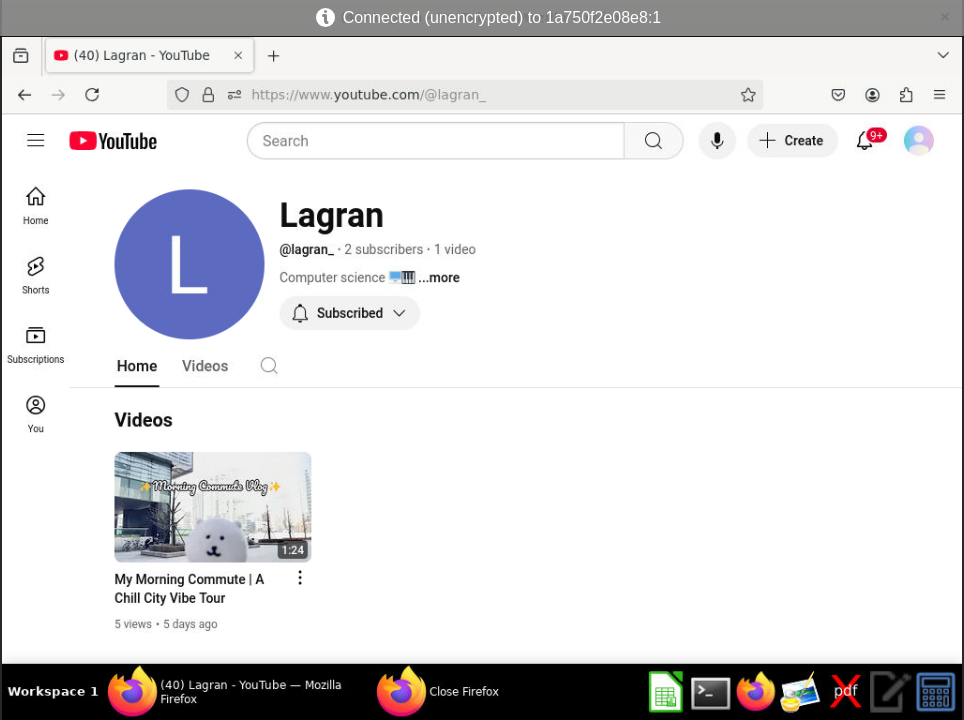 Connected (unencrypted) to 1a750f2e08e8:1
(40) Lagran - YouTube
https://www.youtube.com/@lagran_
YouTube
Search
Create
9+
Home
Shorts
Subscriptions
You
L
Lagran
@lagran_ · 2 subscribers · 1 video
Computer science 🖥️🎹 ...more
Subscribed
Home Videos
Videos
✨Morning Commute Vlog✨
1:24
My Morning Commute | A
Chill City Vibe Tour
5 views • 5 days ago
Workspace 1
(40) Lagran - YouTube — Mozilla
Firefox
Close Firefox
pdf